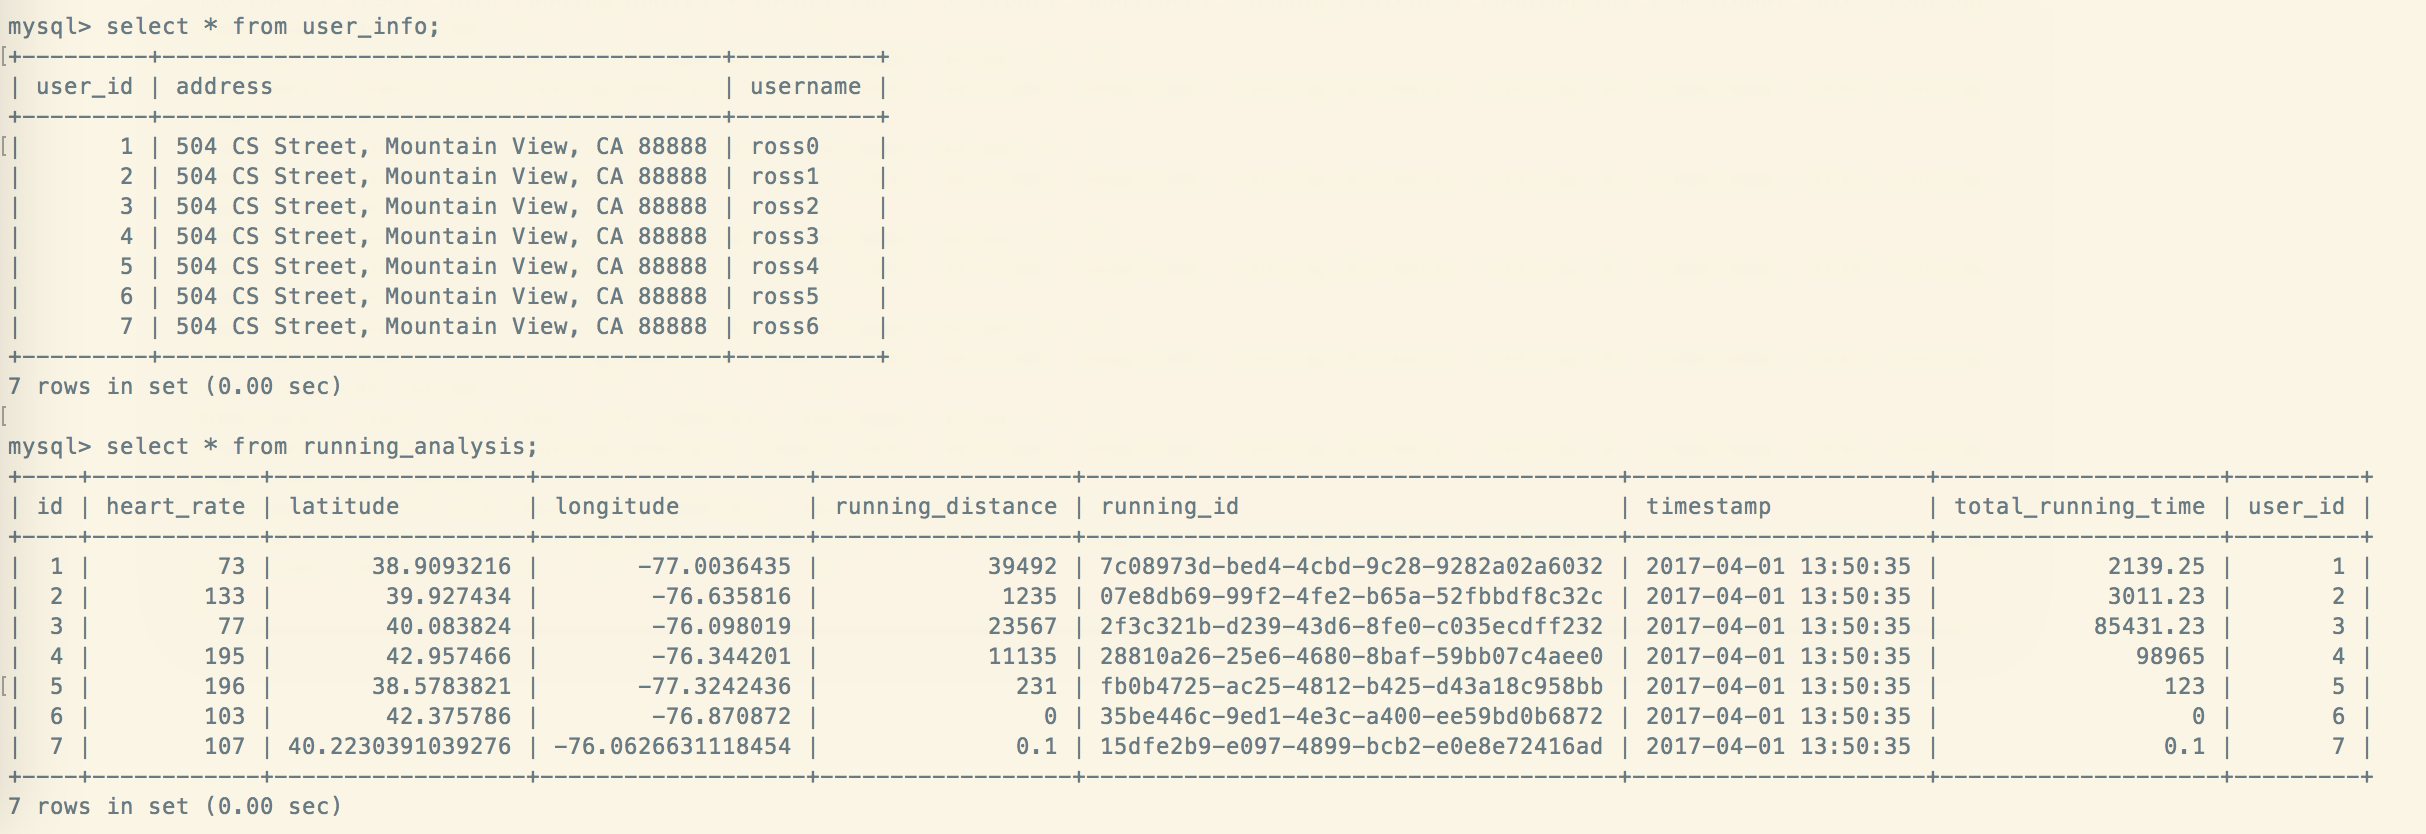 mysql> select * from user_info;
[+---------+----------------------------------------+----------+
| user_id | address                                | username |
+---------+----------------------------------------+----------+
[|       1 | 504 CS Street, Mountain View, CA 88888 | ross0    |
|       2 | 504 CS Street, Mountain View, CA 88888 | ross1    |
|       3 | 504 CS Street, Mountain View, CA 88888 | ross2    |
|       4 | 504 CS Street, Mountain View, CA 88888 | ross3    |
|       5 | 504 CS Street, Mountain View, CA 88888 | ross4    |
|       6 | 504 CS Street, Mountain View, CA 88888 | ross5    |
|       7 | 504 CS Street, Mountain View, CA 88888 | ross6    |
+---------+----------------------------------------+----------+
7 rows in set (0.00 sec)
[
mysql> select * from running_analysis;
+----+------------+------------------+-------------------+------------------+--------------------------------------+---------------------+--------------------+---------+
| id | heart_rate | latitude         | longitude         | running_distance | running_id                           | timestamp           | total_running_time | user_id |
+----+------------+------------------+-------------------+------------------+--------------------------------------+---------------------+--------------------+---------+
|  1 |         73 |       38.9093216 |       -77.0036435 |            39492 | 7c08973d-bed4-4cbd-9c28-9282a02a6032 | 2017-04-01 13:50:35 |            2139.25 |       1 |
|  2 |        133 |        39.927434 |        -76.635816 |             1235 | 07e8db69-99f2-4fe2-b65a-52fbbdf8c32c | 2017-04-01 13:50:35 |            3011.23 |       2 |
|  3 |         77 |        40.083824 |        -76.098019 |            23567 | 2f3c321b-d239-43d6-8fe0-c035ecdff232 | 2017-04-01 13:50:35 |           85431.23 |       3 |
|  4 |        195 |        42.957466 |        -76.344201 |            11135 | 28810a26-25e6-4680-8baf-59bb07c4aee0 | 2017-04-01 13:50:35 |              98965 |       4 |
[|  5 |        196 |       38.5783821 |       -77.3242436 |              231 | fb0b4725-ac25-4812-b425-d43a18c958bb | 2017-04-01 13:50:35 |                123 |       5 |
|  6 |        103 |        42.375786 |        -76.870872 |                0 | 35be446c-9ed1-4e3c-a400-ee59bd0b6872 | 2017-04-01 13:50:35 |                  0 |       6 |
|  7 |        107 | 40.2230391039276 | -76.0626631118454 |              0.1 | 15dfe2b9-e097-4899-bcb2-e0e8e72416ad | 2017-04-01 13:50:35 |                0.1 |       7 |
+----+------------+------------------+-------------------+------------------+--------------------------------------+---------------------+--------------------+---------+
7 rows in set (0.00 sec)